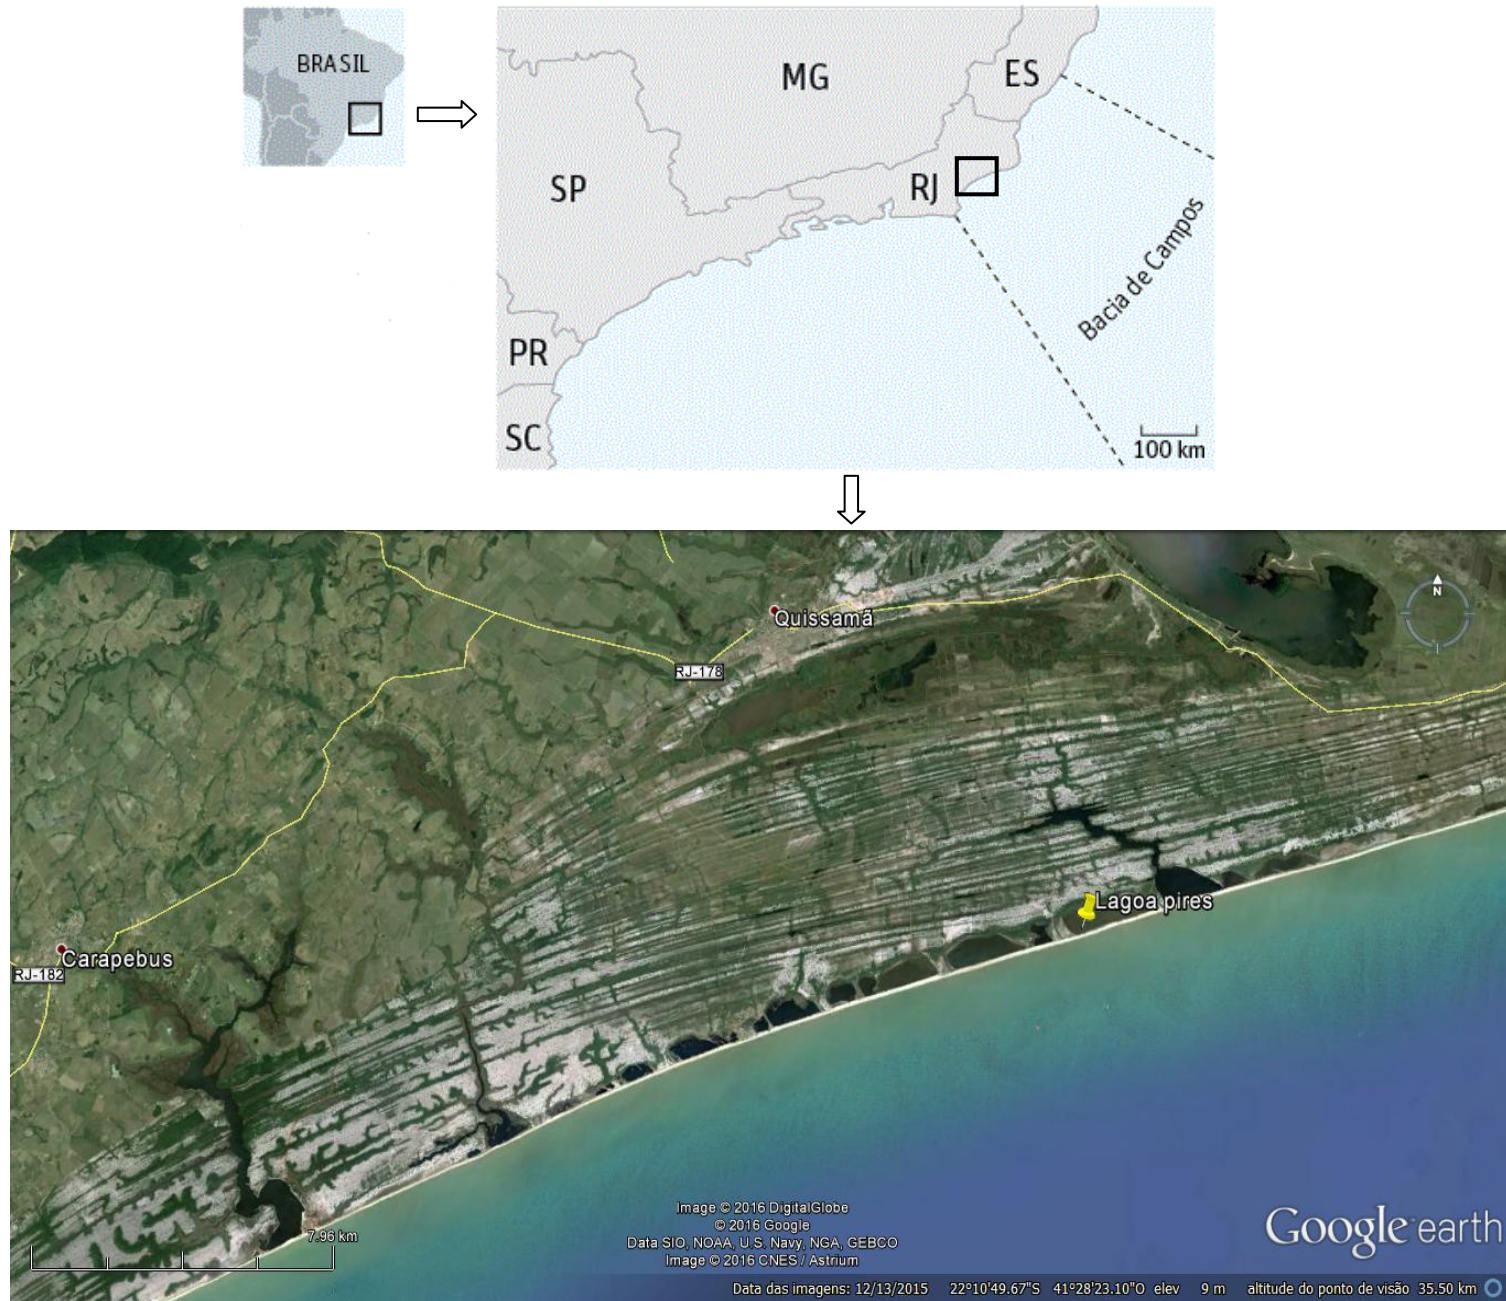 BRASIL
MG
ES
SP
RJ
Bacia de Campos
PR
SC
100 km
Quissamã
RJ-178
Lagoa pires
Carapebus
RJ-182
N
7.96 km
Image © 2016 DigitalGlobe
© 2016 Google
Data SIO, NOAA, U.S. Navy, NGA, GEBCO
Image © 2016 CNES / Astrium
Google earth
Data das imagens: 12/13/2015 22°10'49.67"S 41°28'23.10"O elev 9 m altitude do ponto de visão 35.50 km